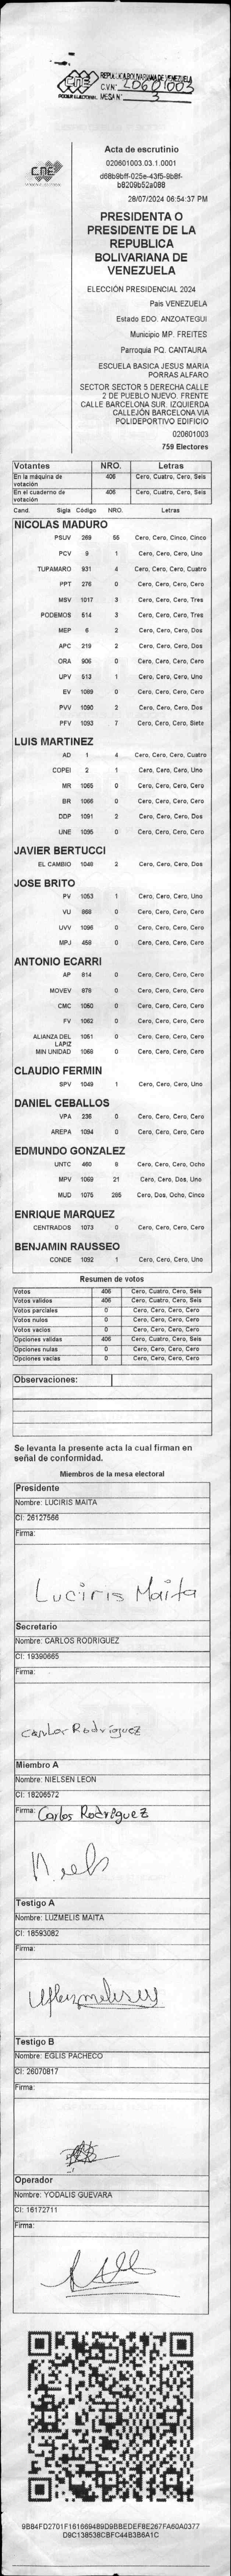 CNE
PODER ELECTORAL
REPUBLICA BOLIVARIANA DE VENEZUELA
C.V.N° 20601003
MESA N° 3
CNE
Acta de escrutinio
020601003.03.1.0001
d68b9bff-025e-43f5-9b8f-
b8209b52a088
28/07/2024 06:54:37 PM
PRESIDENTA O
PRESIDENTE DE LA
REPUBLICA
BOLIVARIANA DE
VENEZUELA
ELECCIÓN PRESIDENCIAL 2024
País VENEZUELA
Estado EDO. ANZOATEGUI
Municipio MP. FREITES
Parroquia PQ. CANTAURA
ESCUELA BASICA JESUS MARIA
PORRAS ALFARO
SECTOR SECTOR 5 DERECHA CALLE
2 DE PUEBLO NUEVO. FRENTE
CALLE BARCELONA SUR. IZQUIERDA
CALLEJÓN BARCELONA VIA
POLIDEPORTIVO EDIFICIO
020601003
759 Electores
Votantes NRO. Letras
En la máquina de votación 406 Cero, Cuatro, Cero, Seis
En el cuaderno de votación 406 Cero, Cuatro, Cero, Seis
Cand. Sigla Código NRO. Letras
NICOLAS MADURO
PSUV 269 55 Cero, Cero, Cinco, Cinco
PCV 9 1 Cero, Cero, Cero, Uno
TUPAMARO 931 4 Cero, Cero, Cero, Cuatro
PPT 276 0 Cero, Cero, Cero, Cero
MSV 1017 3 Cero, Cero, Cero, Tres
PODEMOS 514 3 Cero, Cero, Cero, Tres
MEP 6 2 Cero, Cero, Cero, Dos
APC 219 2 Cero, Cero, Cero, Dos
ORA 906 0 Cero, Cero, Cero, Cero
UPV 513 1 Cero, Cero, Cero, Uno
EV 1089 0 Cero, Cero, Cero, Cero
PVV 1090 2 Cero, Cero, Cero, Dos
PFV 1093 7 Cero, Cero, Cero, Siete
LUIS MARTINEZ
AD 1 4 Cero, Cero, Cero, Cuatro
COPEI 2 1 Cero, Cero, Cero, Uno
MR 1065 0 Cero, Cero, Cero, Cero
BR 1066 0 Cero, Cero, Cero, Cero
DDP 1091 2 Cero, Cero, Cero, Dos
UNE 1095 0 Cero, Cero, Cero, Cero
JAVIER BERTUCCI
EL CAMBIO 1048 2 Cero, Cero, Cero, Dos
JOSE BRITO
PV 1053 1 Cero, Cero, Cero, Uno
VU 868 0 Cero, Cero, Cero, Cero
UVV 1096 0 Cero, Cero, Cero, Cero
MPJ 458 0 Cero, Cero, Cero, Cero
ANTONIO ECARRI
AP 814 0 Cero, Cero, Cero, Cero
MOVEV 878 0 Cero, Cero, Cero, Cero
CMC 1050 0 Cero, Cero, Cero, Cero
FV 1062 0 Cero, Cero, Cero, Cero
ALIANZA DEL LAPIZ 1051 0 Cero, Cero, Cero, Cero
MIN UNIDAD 1056 0 Cero, Cero, Cero, Cero
CLAUDIO FERMIN
SPV 1049 1 Cero, Cero, Cero, Uno
DANIEL CEBALLOS
VPA 236 0 Cero, Cero, Cero, Cero
AREPA 1094 0 Cero, Cero, Cero, Cero
EDMUNDO GONZALEZ
UNTC 460 8 Cero, Cero, Cero, Ocho
MPV 1069 21 Cero, Cero, Dos, Uno
MUD 1075 285 Cero, Dos, Ocho, Cinco
ENRIQUE MARQUEZ
CENTRADOS 1073 0 Cero, Cero, Cero, Cero
BENJAMIN RAUSSEO
CONDE 1092 1 Cero, Cero, Cero, Uno
Resumen de votos
Votos 406 Cero, Cuatro, Cero, Seis
Votos validos 406 Cero, Cuatro, Cero, Seis
Votos parciales 0 Cero, Cero, Cero, Cero
Votos nulos 0 Cero, Cero, Cero, Cero
Votos vacios 0 Cero, Cero, Cero, Cero
Opciones validas 406 Cero, Cuatro, Cero, Seis
Opciones nulas 0 Cero, Cero, Cero, Cero
Opciones vacias 0 Cero, Cero, Cero, Cero
Observaciones:
Se levanta la presente acta la cual firman en
señal de conformidad.
Miembros de la mesa electoral
Presidente
Nombre: LUCIRIS MAITA
CI: 26127566
Firma:
Luciris Maita
Secretario
Nombre: CARLOS RODRIGUEZ
CI: 19390665
Firma:
Carlos Rodríguez
Miembro A
Nombre: NIELSEN LEON
CI: 18206572
Firma: Carlos Rodríguez
Testigo A
Nombre: LUZMELIS MAITA
CI: 18593082
Firma:
Testigo B
Nombre: EGLIS PACHECO
CI: 26070817
Firma:
Operador
Nombre: YODALIS GUEVARA
CI: 16172711
Firma:
9B84FD2701F161669489D9BBEDEF8E267FA60A0377
D9C138538CBFC44B3B6A1C